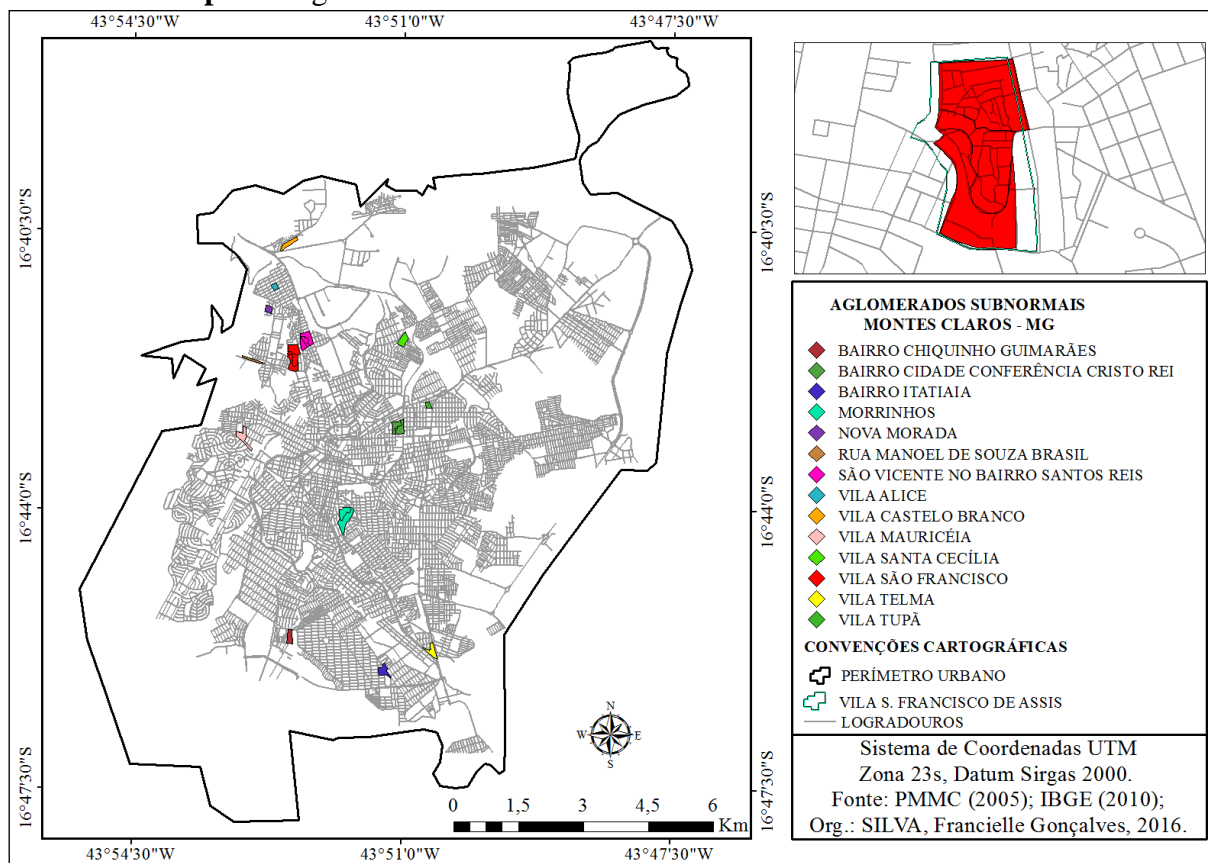 43°54'30"W 43°51'0"W 43°47'30"W
16°40'30"S 16°40'30"S
16°44'0"S 16°44'0"S
16°47'30"S 16°47'30"S
N
W E
S
0 1,5 3 4,5 6
Km
43°54'30"W 43°51'0"W 43°47'30"W
AGLOMERADOS SUBNORMAIS
MONTES CLAROS - MG
BAIRRO CHIQUINHO GUIMARÃES
BAIRRO CIDADE CONFERÊNCIA CRISTO REI
BAIRRO ITATIAIA
MORRINHOS
NOVA MORADA
RUA MANOEL DE SOUZA BRASIL
SÃO VICENTE NO BAIRRO SANTOS REIS
VILA ALICE
VILA CASTELO BRANCO
VILA MAURICÉIA
VILA SANTA CECÍLIA
VILA SÃO FRANCISCO
VILA TELMA
VILA TUPÃ
CONVENÇÕES CARTOGRÁFICAS
PERÍMETRO URBANO
VILA S. FRANCISCO DE ASSIS
LOGRADOUROS
Sistema de Coordenadas UTM
Zona 23s, Datum Sirgas 2000.
Fonte: PMMC (2005); IBGE (2010);
Org.: SILVA, Francielle Gonçalves, 2016.